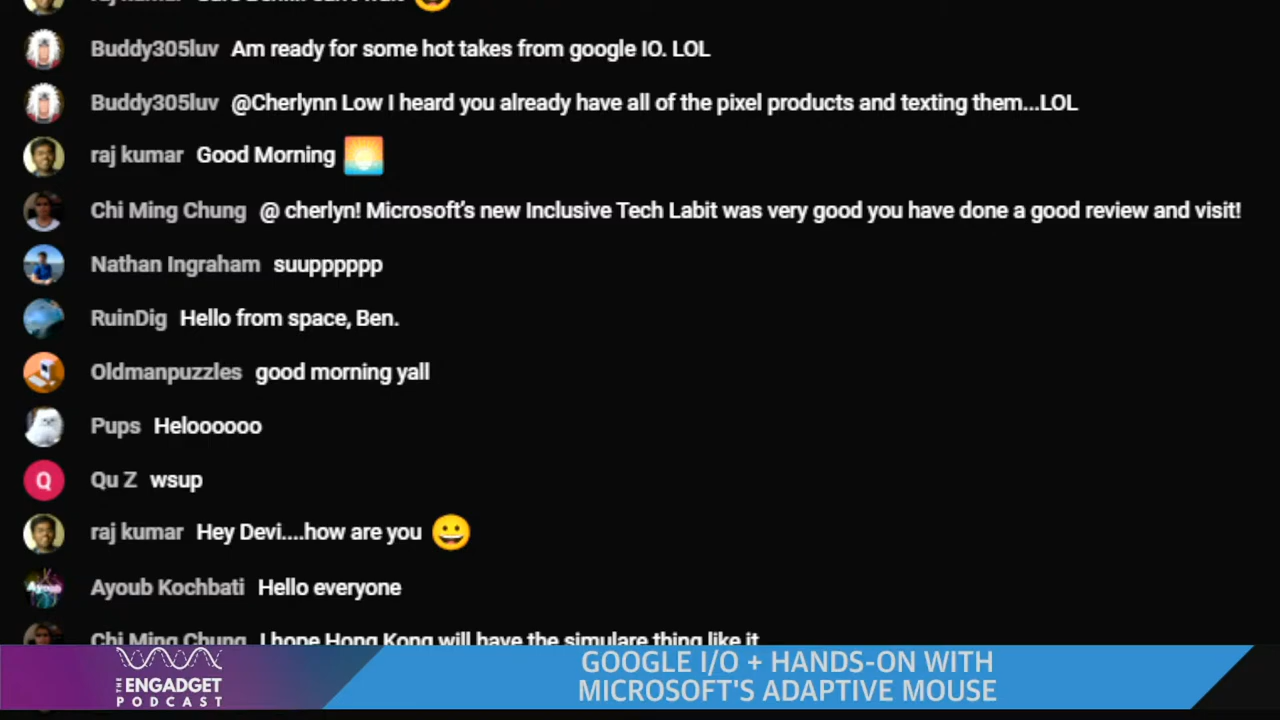 Buddy305luv Am ready for some hot takes from google IO. LOL
Buddy305luv @Cherlynn Low I heard you already have all of the pixel products and texting them...LOL
raj kumar Good Morning
Chi Ming Chung @ cherlyn! Microsoft's new Inclusive Tech Labit was very good you have done a good review and visit!
Nathan Ingraham suupppppp
RuinDig Hello from space, Ben.
Oldmanpuzzles good morning yall
Pups Heloooooo
Q
Qu Z wsup
raj kumar Hey Devi....how are you 😀
Ayoub Kochbati Hello everyone
Chi Ming Chung I hope Hong Kong will have the simulare thing like it
THE ENGADGET PODCAST
GOOGLE I/O + HANDS-ON WITH
MICROSOFT'S ADAPTIVE MOUSE